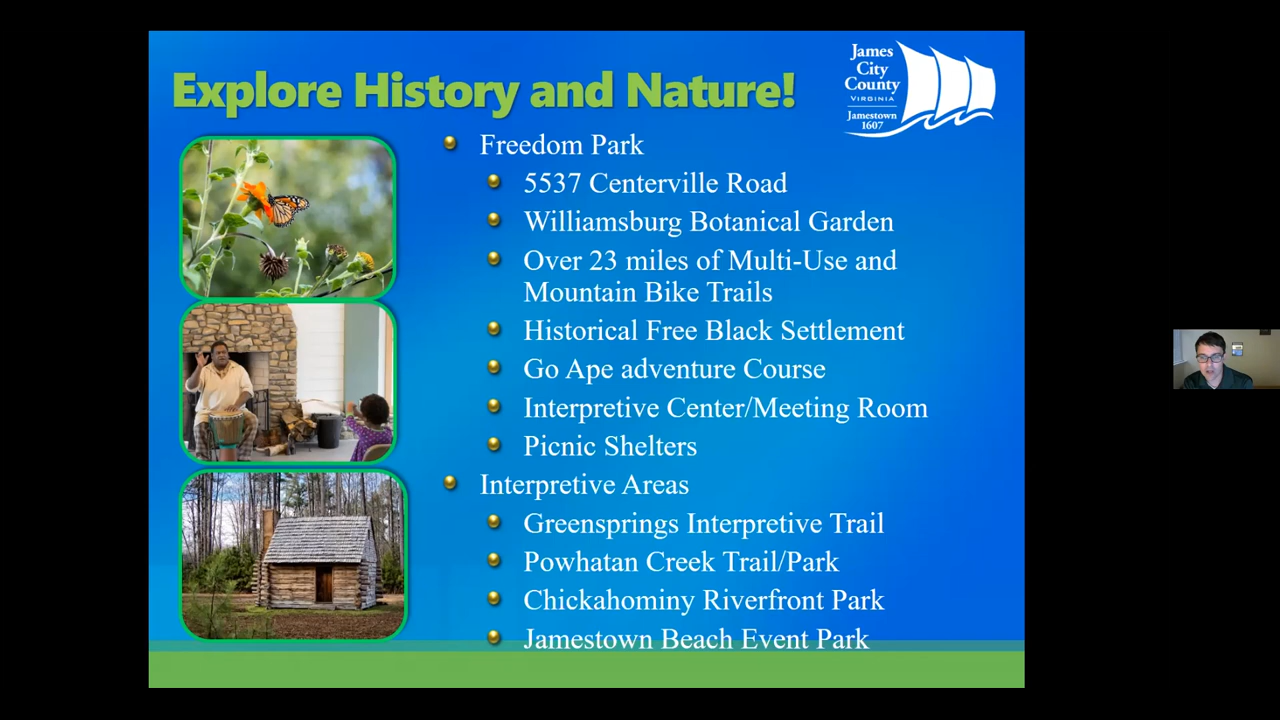 Explore History and Nature!
James
City
County
VIRGINIA
Jamestown
1607
Freedom Park
5537 Centerville Road
Williamsburg Botanical Garden
Over 23 miles of Multi-Use and
Mountain Bike Trails
Historical Free Black Settlement
Go Ape adventure Course
Interpretive Center/Meeting Room
Picnic Shelters
Interpretive Areas
Greensprings Interpretive Trail
Powhatan Creek Trail/Park
Chickahominy Riverfront Park
Jamestown Beach Event Park